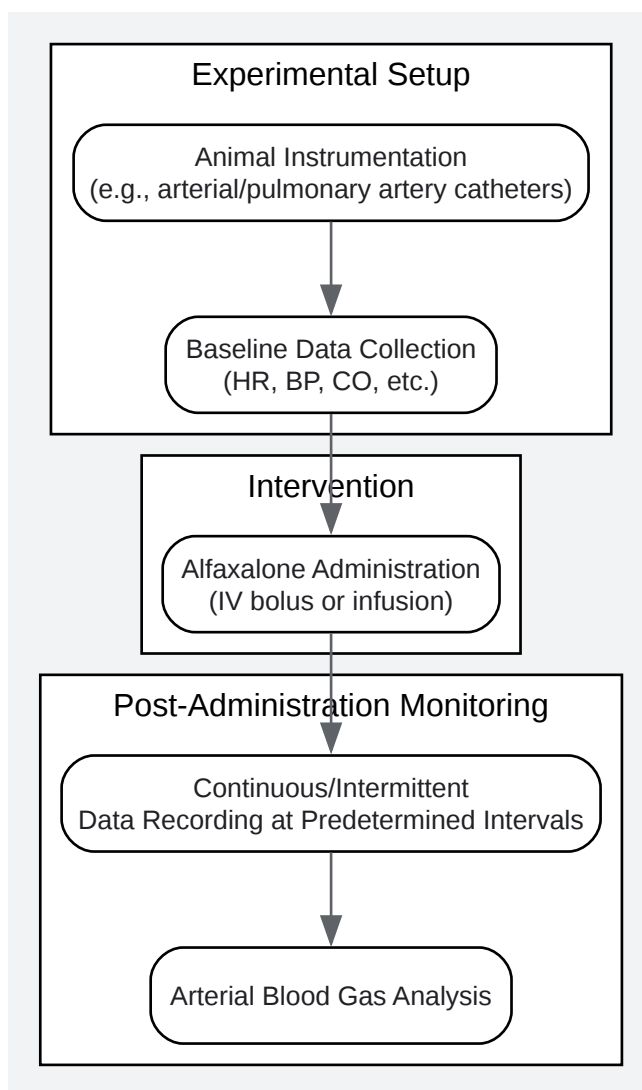 Experimental Setup
Animal Instrumentation
(e.g., arterial/pulmonary artery catheters)
Baseline Data Collection
(HR, BP, CO, etc.)
Intervention
Alfaxalone Administration
(IV bolus or infusion)
Post-Administration Monitoring
Continuous/Intermittent
Data Recording at Predetermined Intervals
Arterial Blood Gas Analysis